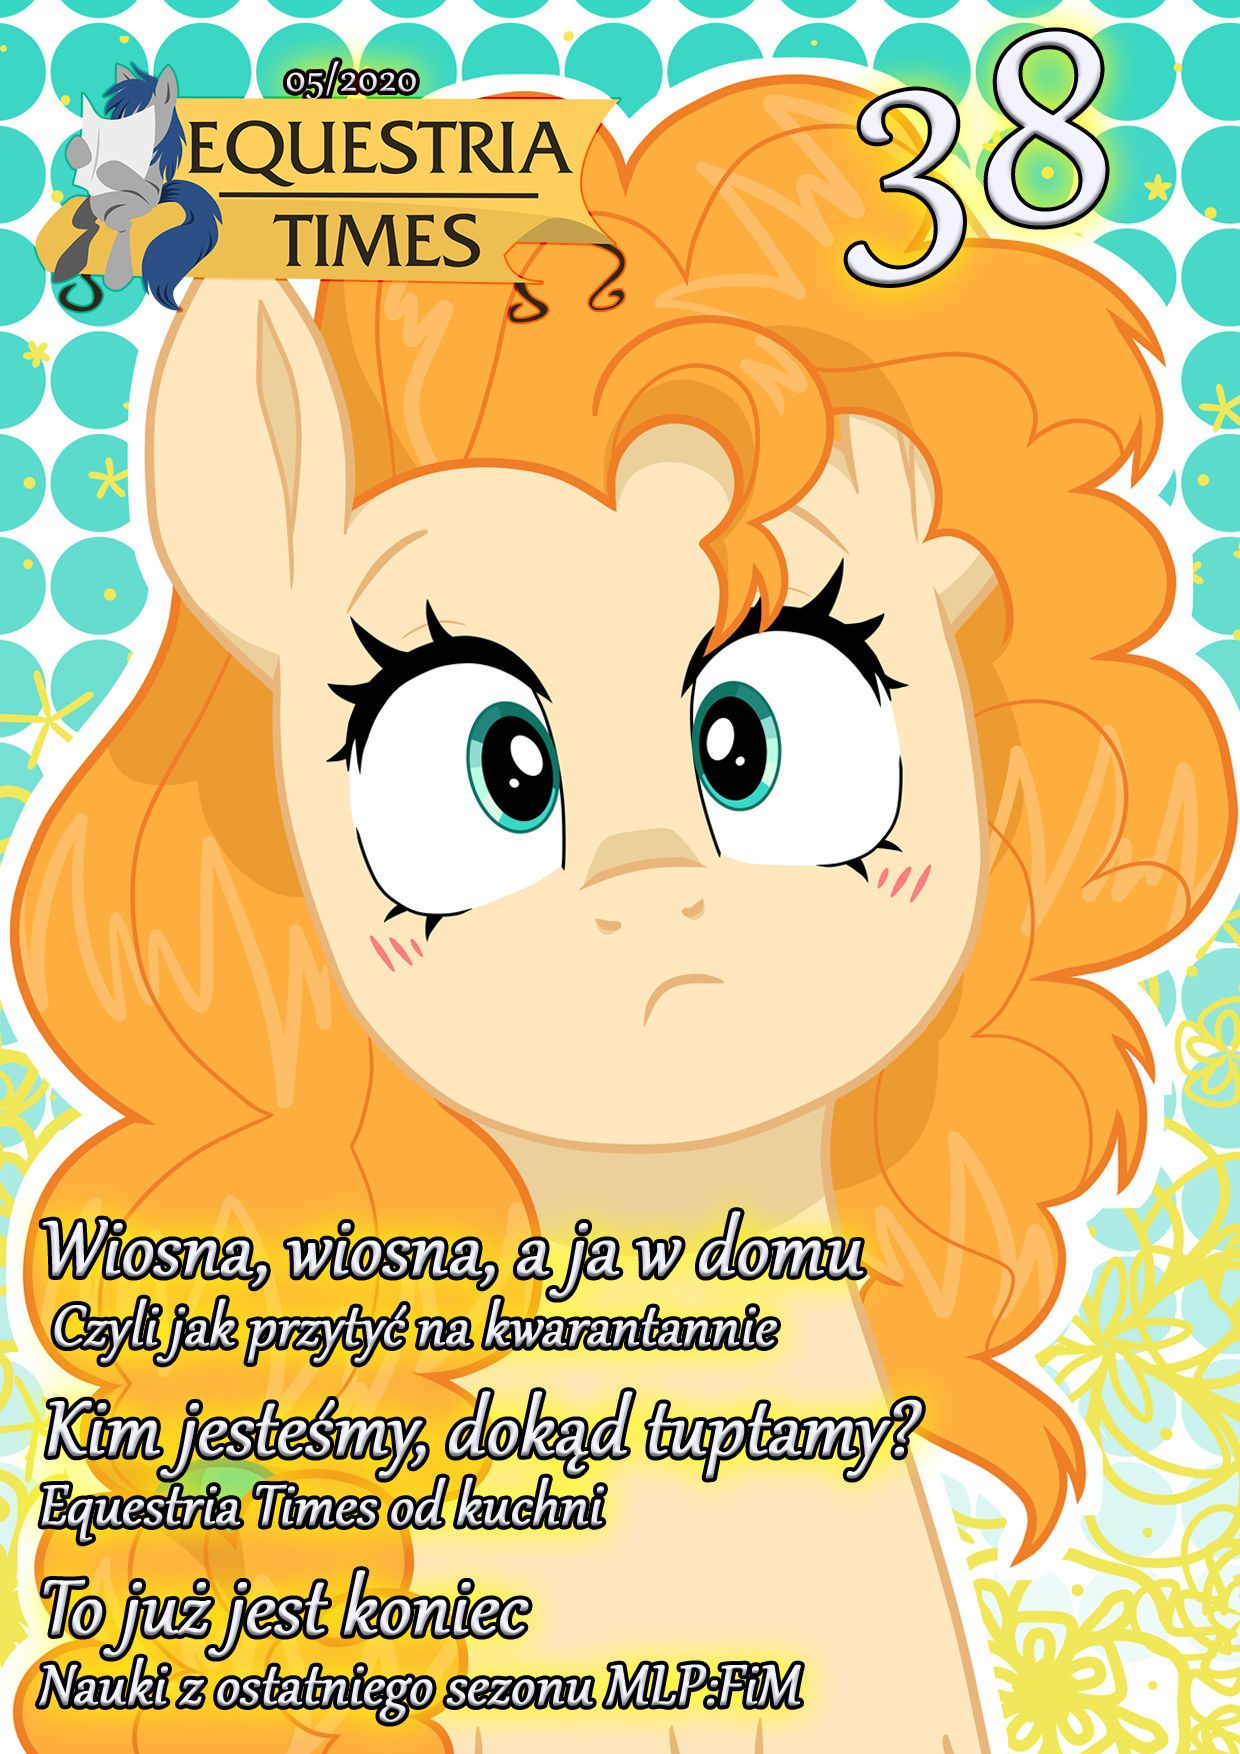 05/2020
38
EQUESTRIA
TIMES
Wiosna, wiosna, a ja w domu
Czyli jak przytyć na kwarantannie
Kim jesteśmy, dokąd tuptamy?
Equestria Times od kuchni
To już jest koniec
Nauki z ostatniego sezonu MLP:FiM